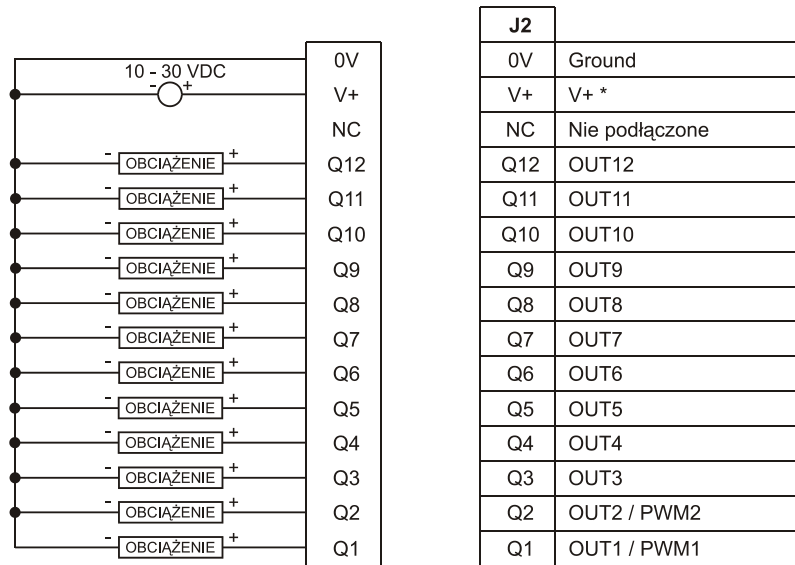 J2
10 - 30 VDC 0V 0V Ground
- + V+ V+ V+ *
NC NC Nie podłączone
- OBCIĄŻENIE + Q12 Q12 OUT12
- OBCIĄŻENIE + Q11 Q11 OUT11
- OBCIĄŻENIE + Q10 Q10 OUT10
- OBCIĄŻENIE + Q9 Q9 OUT9
- OBCIĄŻENIE + Q8 Q8 OUT8
- OBCIĄŻENIE + Q7 Q7 OUT7
- OBCIĄŻENIE + Q6 Q6 OUT6
- OBCIĄŻENIE + Q5 Q5 OUT5
- OBCIĄŻENIE + Q4 Q4 OUT4
- OBCIĄŻENIE + Q3 Q3 OUT3
- OBCIĄŻENIE + Q2 Q2 OUT2 / PWM2
- OBCIĄŻENIE + Q1 Q1 OUT1 / PWM1